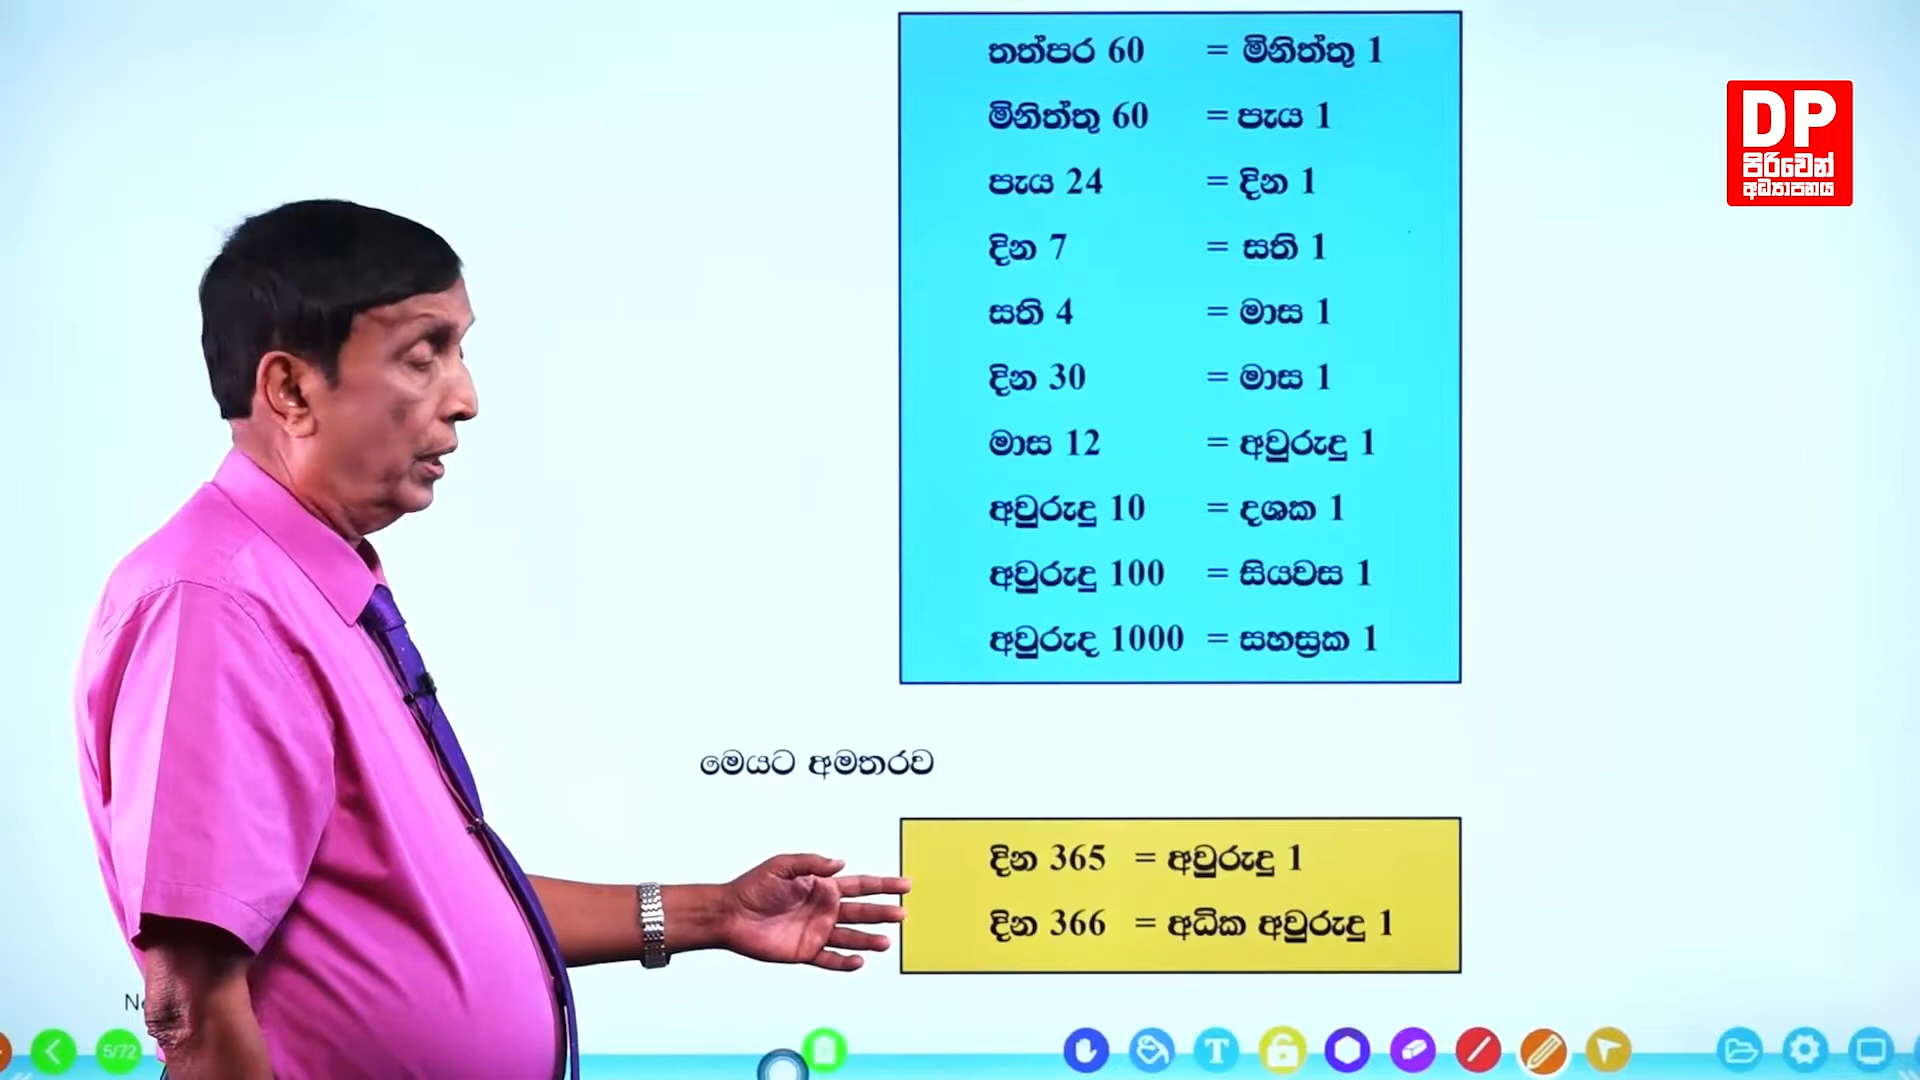 තත්පර 60 = මිනිත්තු 1
මිනිත්තු 60 = පැය 1
පැය 24 = දින 1
දින 7 = සති 1
සති 4 = මාස 1
දින 30 = මාස 1
මාස 12 = අවුරුදු 1
අවුරුදු 10 = දශක 1
අවුරුදු 100 = සියවස 1
අවුරුද 1000 = සහස්‍රක 1
මෙයට අමතරව
දින 365 = අවුරුදු 1
දින 366 = අධික අවුරුදු 1
DP
පිරිවෙන්
අධ්‍යාපනය
5/72
T